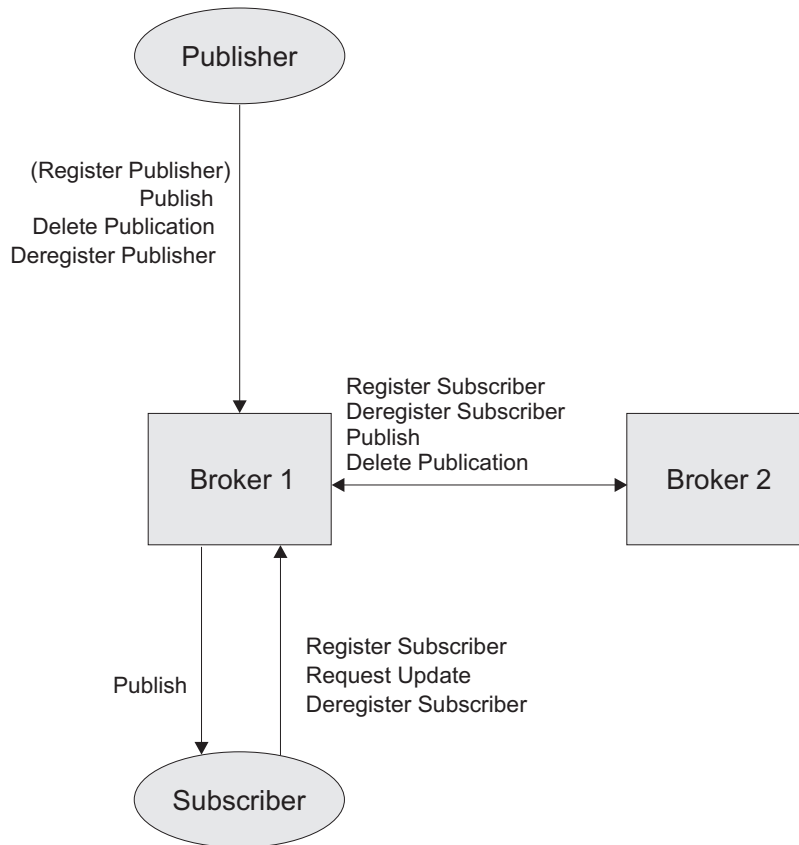 Publisher
(Register Publisher)
Publish
Delete Publication
Deregister Publisher
Register Subscriber
Deregister Subscriber
Publish
Delete Publication
Broker 1
Broker 2
Publish
Register Subscriber
Request Update
Deregister Subscriber
Subscriber